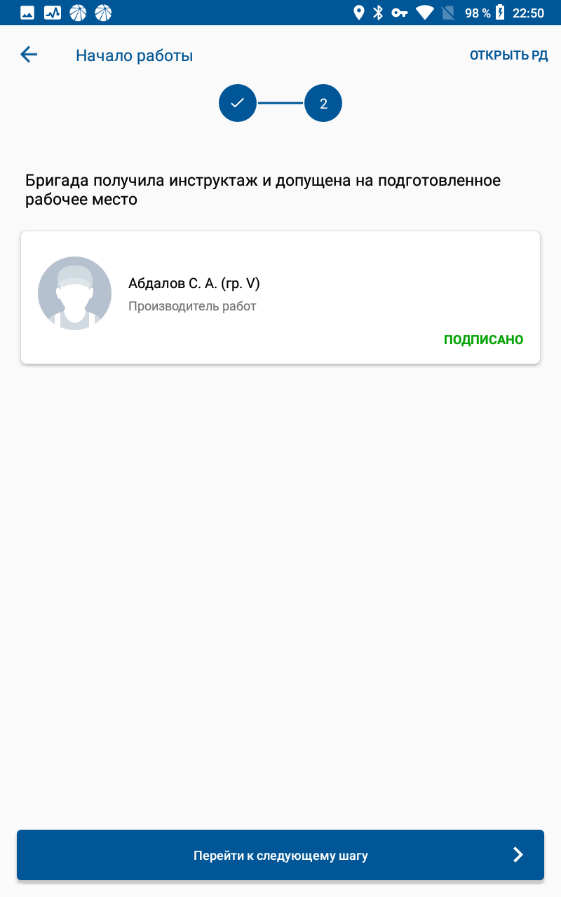 98 % 22:50
Начало работы ОТКРЫТЬ РД
2
Бригада получила инструктаж и допущена на подготовленное
рабочее место
Абдалов С. А. (гр. V)
Производитель работ
ПОДПИСАНО
Перейти к следующему шагу